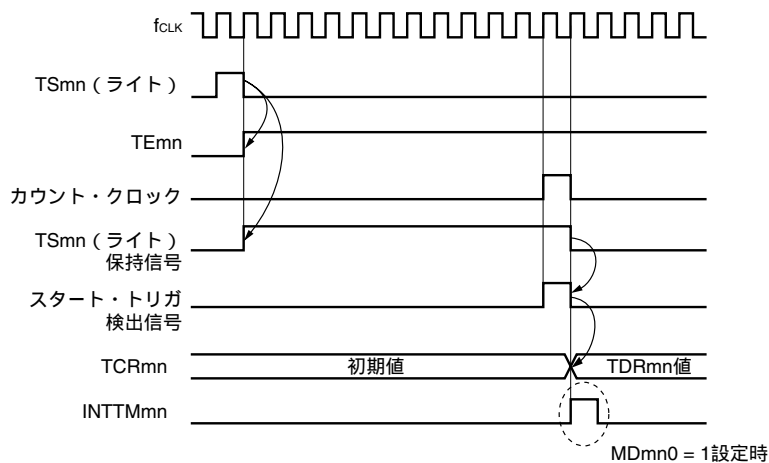 fCLK
TSmn（ライト）
TEmn
カウント・クロック
TSmn（ライト）
保持信号
スタート・トリガ
検出信号
TCRmn
初期値
TDRmn値
INTTMmn
MDmn0 = 1設定時